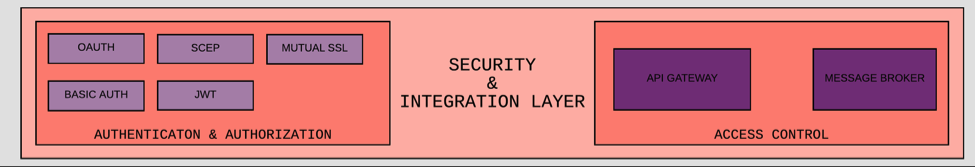 OAUTH
SCEP
MUTUAL SSL
BASIC AUTH
JWT
AUTHENTICATON & AUTHORIZATION
SECURITY
&
INTEGRATION LAYER
API GATEWAY
MESSAGE BROKER
ACCESS CONTROL